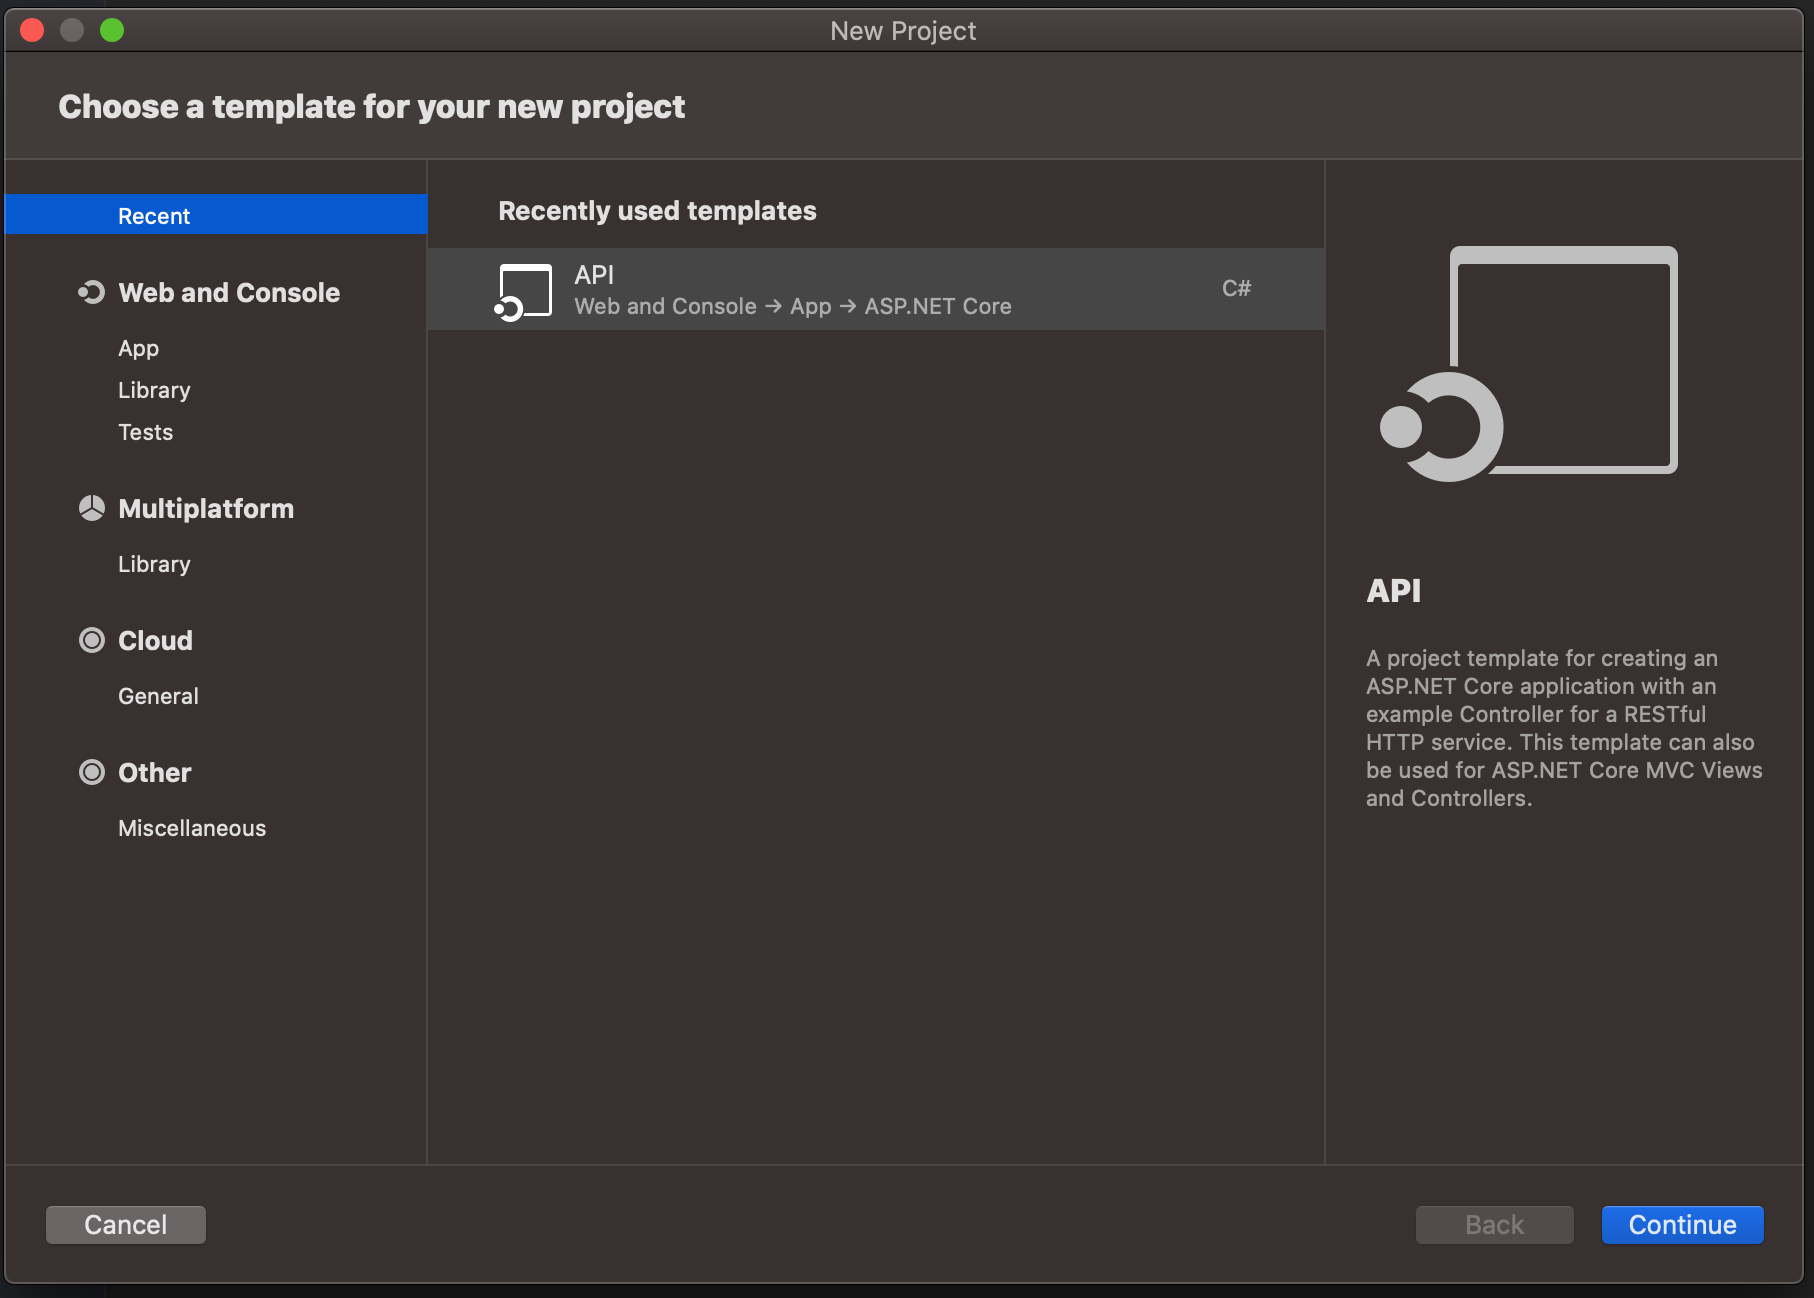 New Project
Choose a template for your new project
Recent
Web and Console
App
Library
Tests
Multiplatform
Library
Cloud
General
Other
Miscellaneous
Recently used templates
API
Web and Console → App → ASP.NET Core
C#
API
A project template for creating an
ASP.NET Core application with an
example Controller for a RESTful
HTTP service. This template can also
be used for ASP.NET Core MVC Views
and Controllers.
Cancel
Back
Continue